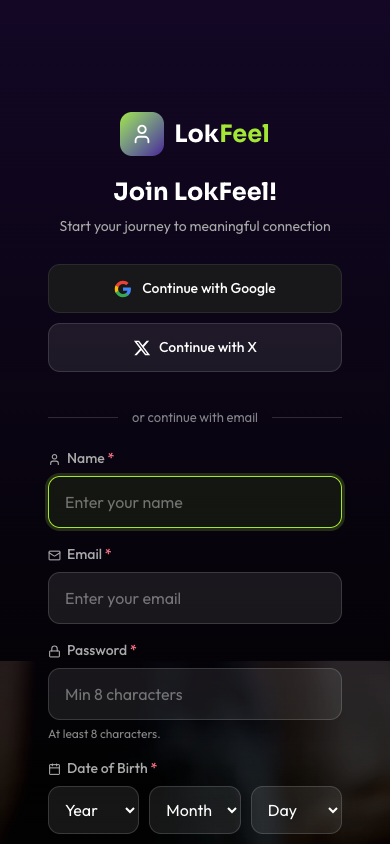 LokFeel
Join LokFeel!
Start your journey to meaningful connection
Continue with Google
Continue with X
or continue with email
Name *
Enter your name
Email *
Enter your email
Password *
Min 8 characters
At least 8 characters.
Date of Birth *
Year Month Day